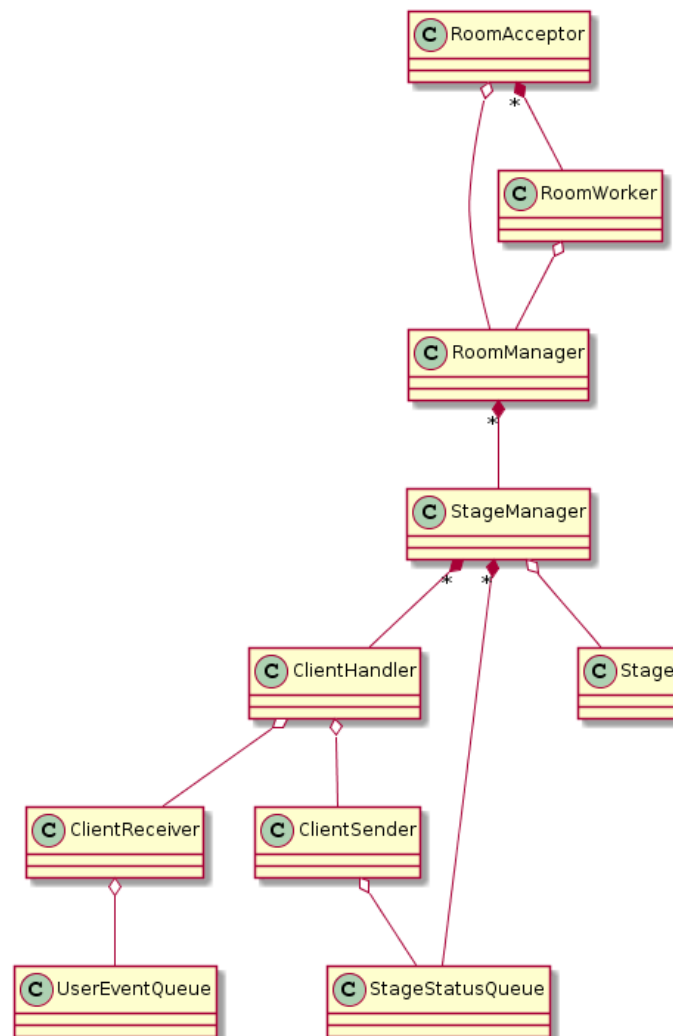 C RoomAcceptor
*
C RoomWorker
C RoomManager
*
C StageManager
* *
C ClientHandler
C Stage
C ClientReceiver
C ClientSender
C UserEventQueue
C StageStatusQueue